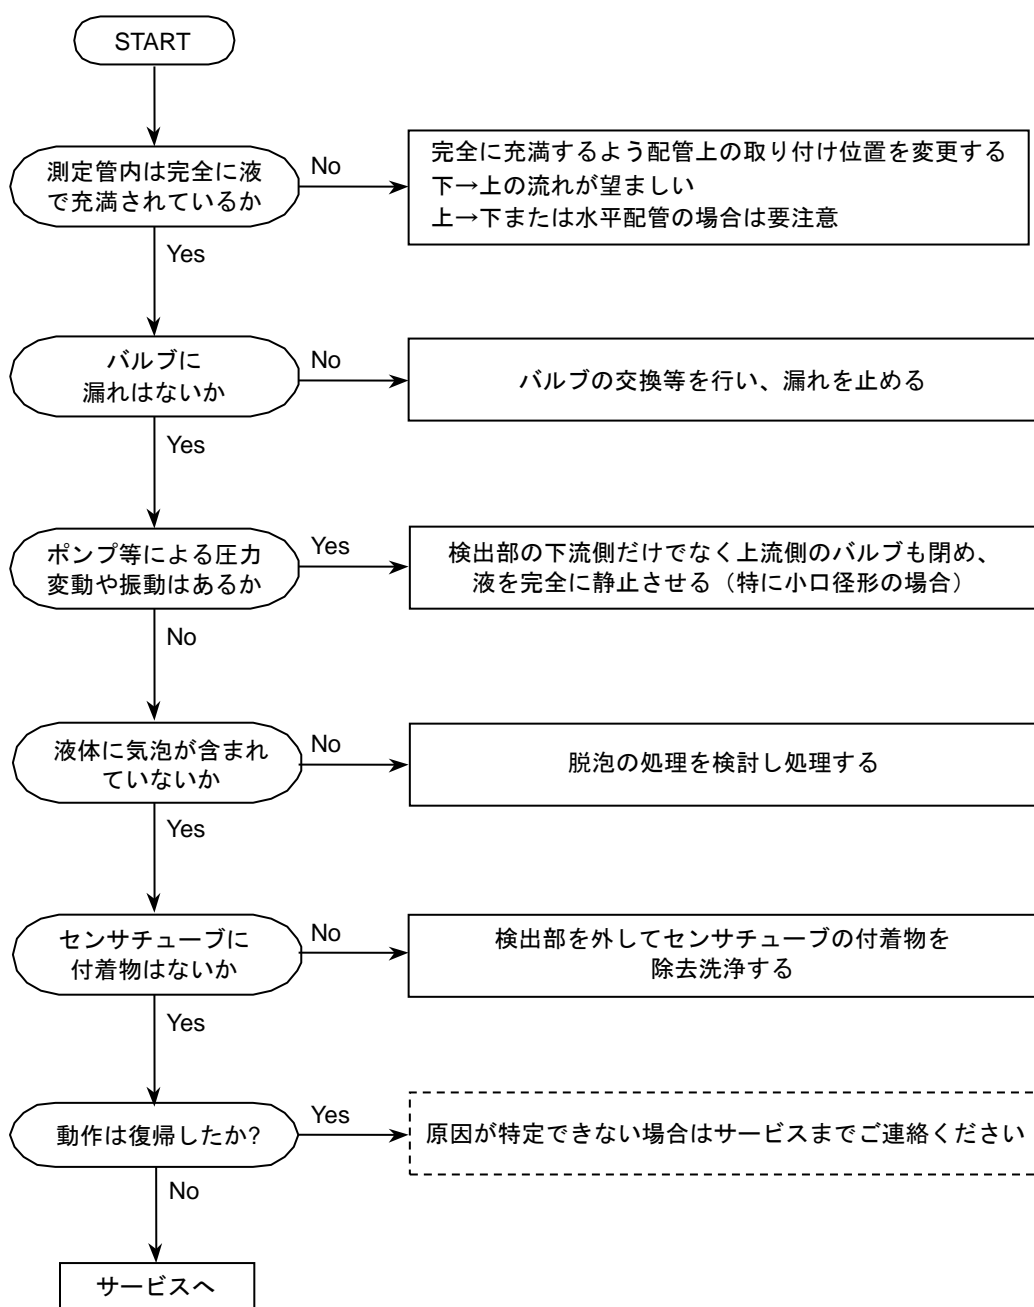 START
測定管内は完全に液
で充満されているか
No
完全に充満するよう配管上の取り付け位置を変更する
下→上の流れが望ましい
上→下または水平配管の場合は要注意
Yes
バルブに
漏れはないか
No
バルブの交換等を行い、漏れを止める
Yes
ポンプ等による圧力
変動や振動はあるか
Yes
検出部の下流側だけでなく上流側のバルブも閉め、
液を完全に静止させる（特に小口径形の場合）
No
液体に気泡が含まれ
ていないか
No
脱泡の処理を検討し処理する
Yes
センサチューブに
付着物はないか
No
検出部を外してセンサチューブの付着物を
除去洗浄する
Yes
動作は復帰したか?
Yes
原因が特定できない場合はサービスまでご連絡ください
No
サービスへ